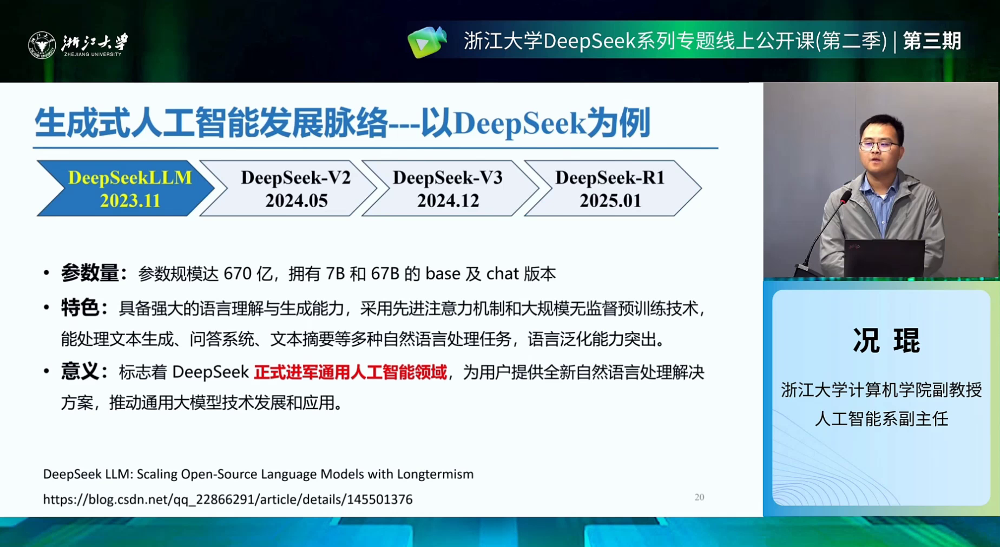 浙江大学
ZHEJIANG UNIVERSITY
浙江大学DeepSeek系列专题线上公开课(第二季) | 第三期
生成式人工智能发展脉络---以DeepSeek为例
DeepSeekLLM
2023.11
DeepSeek-V2
2024.05
DeepSeek-V3
2024.12
DeepSeek-R1
2025.01
• 参数量：参数规模达 670 亿，拥有 7B 和 67B 的 base 及 chat 版本
• 特色：具备强大的语言理解与生成能力，采用先进注意力机制和大规模无监督预训练技术，
能处理文本生成、问答系统、文本摘要等多种自然语言处理任务，语言泛化能力突出。
• 意义：标志着 DeepSeek 正式进军通用人工智能领域，为用户提供全新自然语言处理解决
方案，推动通用大模型技术发展和应用。
DeepSeek LLM: Scaling Open-Source Language Models with Longtermism
https://blog.csdn.net/qq_22866291/article/details/145501376
20
况 琨
浙江大学计算机学院副教授
人工智能系副主任